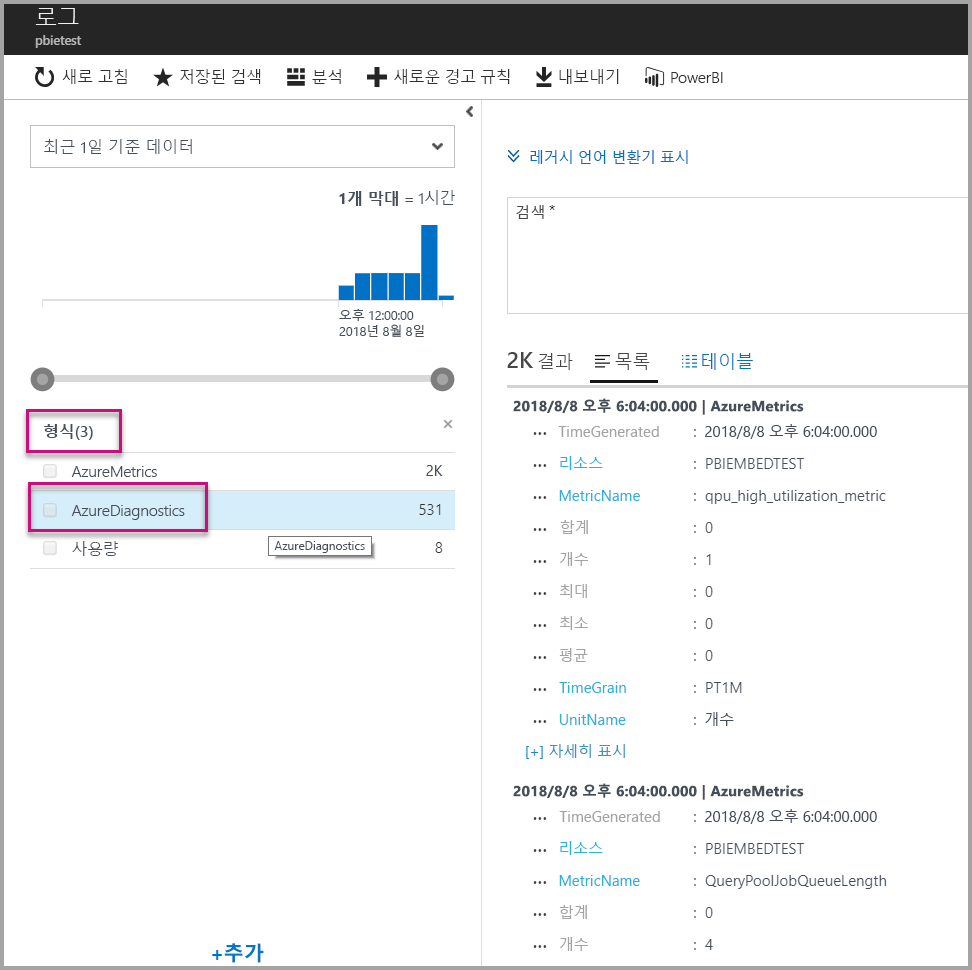 로그
pbietest
새로 고침 저장된 검색 분석 새로운 경고 규칙 내보내기 PowerBI
최근 1일 기준 데이터
1개 막대 = 1시간
오후 12:00:00
2018년 8월 8일
형식(3)
AzureMetrics 2K
AzureDiagnostics 531
사용량 8
AzureDiagnostics
+추가
레거시 언어 변환기 표시
검색 *
2K 결과 목록 테이블
2018/8/8 오후 6:04:00.000 | AzureMetrics
... TimeGenerated : 2018/8/8 오후 6:04:00.000
... 리소스 : PBIEMBEDTEST
... MetricName : qpu_high_utilization_metric
... 합계 : 0
... 개수 : 1
... 최대 : 0
... 최소 : 0
... 평균 : 0
... TimeGrain : PT1M
... UnitName : 개수
[+] 자세히 표시
2018/8/8 오후 6:04:00.000 | AzureMetrics
... TimeGenerated : 2018/8/8 오후 6:04:00.000
... 리소스 : PBIEMBEDTEST
... MetricName : QueryPoolJobQueueLength
... 합계 : 0
... 개수 : 4